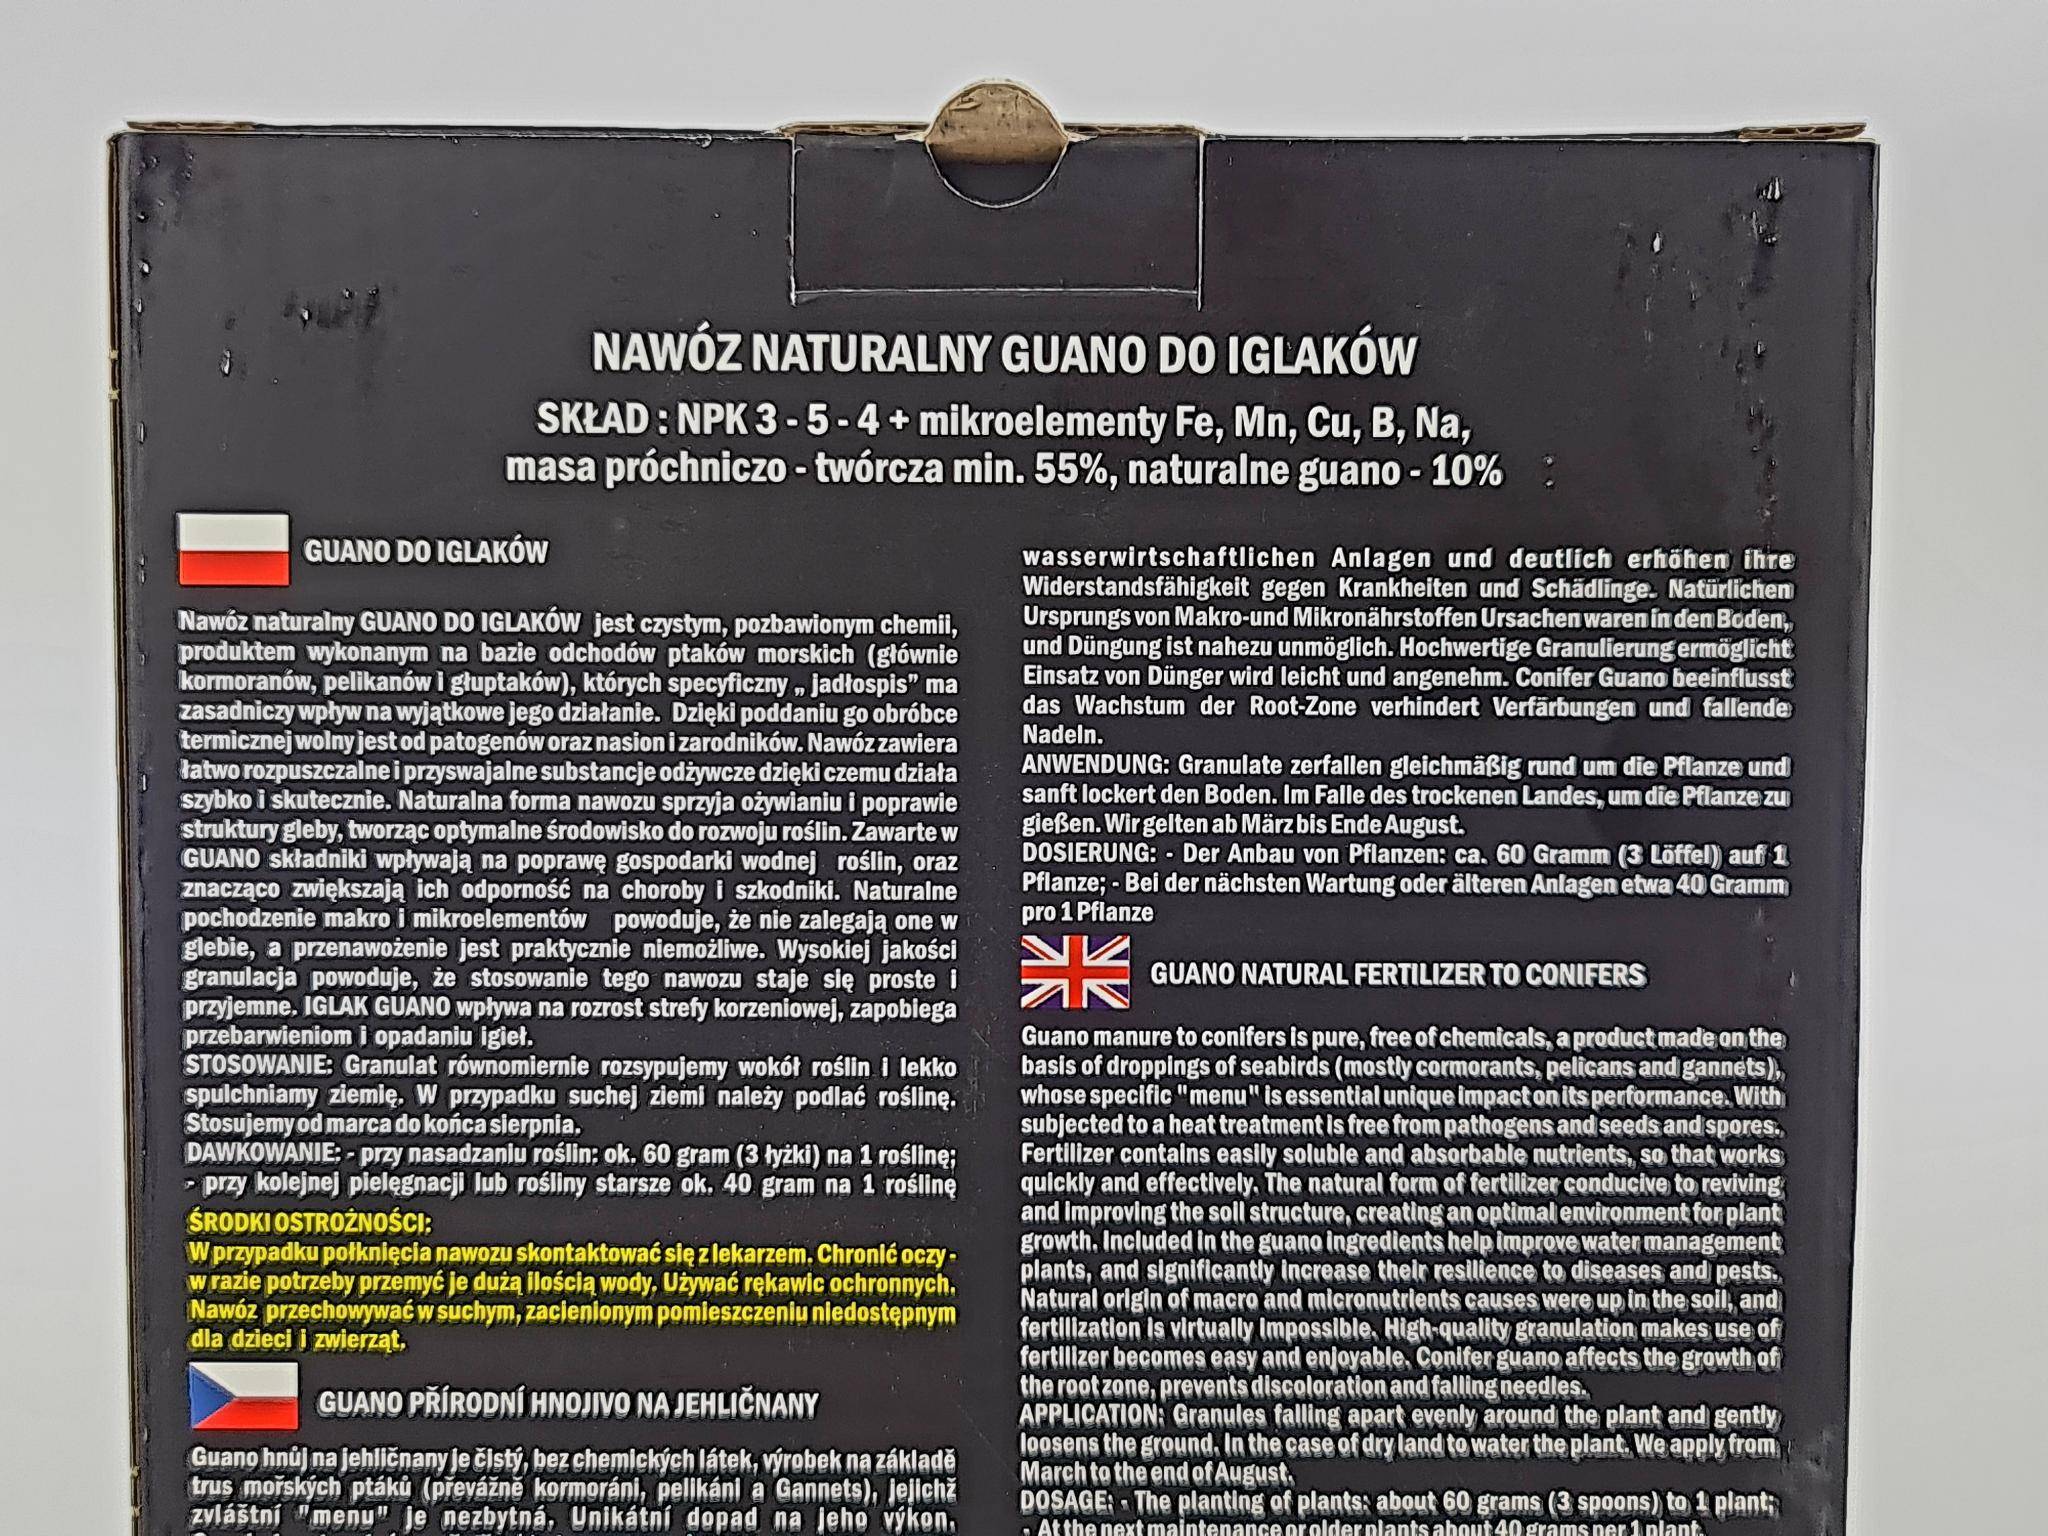 NAWÓZ NATURALNY GUANO DO IGLAKÓW
SKŁAD : NPK 3 - 5 - 4 + mikroelementy Fe, Mn, Cu, B, Na,
masa próchniczo - twórcza min. 55%, naturalne guano - 10%
GUANO DO IGLAKÓW
Nawóz naturalny GUANO DO IGLAKÓW jest czystym, pozbawionym chemii,
produktem wykonanym na bazie odchodów ptaków morskich (głównie
kormoranów, pelikanów i głuptaków), których specyficzny „ jadłospis” ma
zasadniczy wpływ na wyjątkowe jego działanie. Dzięki poddaniu go obróbce
termicznej wolny jest od patogenów oraz nasion i zarodników. Nawóz zawiera
łatwo rozpuszczalne i przyswajalne substancje odżywcze dzięki czemu działa
szybko i skutecznie. Naturalna forma nawozu sprzyja ożywianiu i poprawie
struktury gleby, tworząc optymalne środowisko do rozwoju roślin. Zawarte w
GUANO składniki wpływają na poprawę gospodarki wodnej roślin, oraz
znacząco zwiększają ich odporność na choroby i szkodniki. Naturalne
pochodzenie makro i mikroelementów powoduje, że nie zalegają one w
glebie, a przenawożenie jest praktycznie niemożliwe. Wysokiej jakości
granulacja powoduje, że stosowanie tego nawozu staje się proste i
przyjemne. IGLAK GUANO wpływa na rozrost strefy korzeniowej, zapobiega
przebarwieniom i opadaniu igieł.
STOSOWANIE: Granulat równomiernie rozsypujemy wokół roślin i lekko
spulchniamy ziemię. W przypadku suchej ziemi należy podlać roślinę.
Stosujemy od marca do końca sierpnia.
DAWKOWANIE: - przy nasadzaniu roślin: ok. 60 gram (3 łyżki) na 1 roślinę;
- przy kolejnej pielęgnacji lub rośliny starsze ok. 40 gram na 1 roślinę
ŚRODKI OSTROŻNOŚCI:
W przypadku połknięcia nawozu skontaktować się z lekarzem. Chronić oczy -
w razie potrzeby przemyć je dużą ilością wody. Używać rękawic ochronnych.
Nawóz przechowywać w suchym, zacienionym pomieszczeniu niedostępnym
dla dzieci i zwierząt.
GUANO PŘÍRODNÍ HNOJIVO NA JEHLIČNANY
Guano hnůj na jehličnany je čistý, bez chemických látek, výrobek na základě
trus mořských ptáků (převážně kormoráni, pelikáni a Gannets), jejichž
zvláštní "menu" je nezbytná. Unikátní dopad na jeho výkon.
wasserwirtschaftlichen Anlagen und deutlich erhöhen ihre
Widerstandsfähigkeit gegen Krankheiten und Schädlinge. Natürlichen
Ursprungs von Makro-und Mikronährstoffen Ursachen waren in den Boden,
und Düngung ist nahezu unmöglich. Hochwertige Granulierung ermöglicht
Einsatz von Dünger wird leicht und angenehm. Conifer Guano beeinflusst
das Wachstum der Root-Zone verhindert Verfärbungen und fallende
Nadeln.
ANWENDUNG: Granulate zerfallen gleichmäßig rund um die Pflanze und
sanft lockert den Boden. Im Falle des trockenen Landes, um die Pflanze zu
gießen. Wir gelten ab März bis Ende August.
DOSIERUNG: - Der Anbau von Pflanzen: ca. 60 Gramm (3 Löffel) auf 1
Pflanze; - Bei der nächsten Wartung oder älteren Anlagen etwa 40 Gramm
pro 1 Pflanze
GUANO NATURAL FERTILIZER TO CONIFERS
Guano manure to conifers is pure, free of chemicals, a product made on the
basis of droppings of seabirds (mostly cormorants, pelicans and gannets),
whose specific "menu" is essential unique impact on its performance. With
subjected to a heat treatment is free from pathogens and seeds and spores.
Fertilizer contains easily soluble and absorbable nutrients, so that works
quickly and effectively. The natural form of fertilizer conducive to reviving
and improving the soil structure, creating an optimal environment for plant
growth. Included in the guano ingredients help improve water management
plants, and significantly increase their resilience to diseases and pests.
Natural origin of macro and micronutrients causes were up in the soil, and
fertilization is virtually impossible. High-quality granulation makes use of
fertilizer becomes easy and enjoyable. Conifer guano affects the growth of
the root zone, prevents discoloration and falling needles.
APPLICATION: Granules falling apart evenly around the plant and gently
loosens the ground. In the case of dry land to water the plant. We apply from
March to the end of August.
DOSAGE: - The planting of plants: about 60 grams (3 spoons) to 1 plant;
- At the next maintenance or older plants about 40 grams per 1 plant.